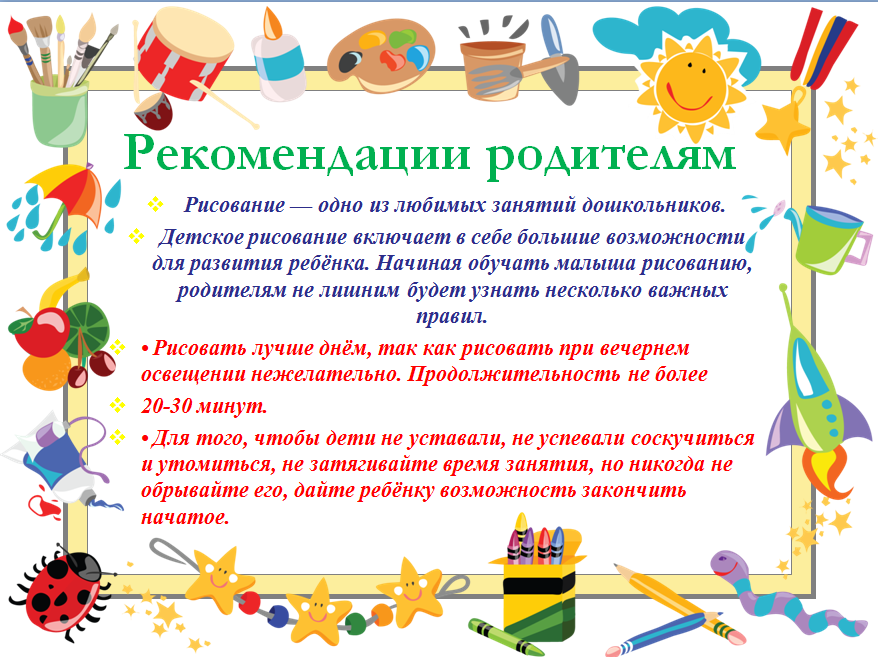 Рекомендации родителям
Рисование — одно из любимых занятий дошкольников.
Детское рисование включает в себе большие возможности
для развития ребёнка. Начиная обучать малыша рисованию,
родителям не лишним будет узнать несколько важных
правил.
• Рисовать лучше днём, так как рисовать при вечернем
освещении нежелательно. Продолжительность не более
20-30 минут.
• Для того, чтобы дети не уставали, не успевали соскучиться
и утомиться, не затягивайте время занятия, но никогда не
обрывайте его, дайте ребёнку возможность закончить
начатое.